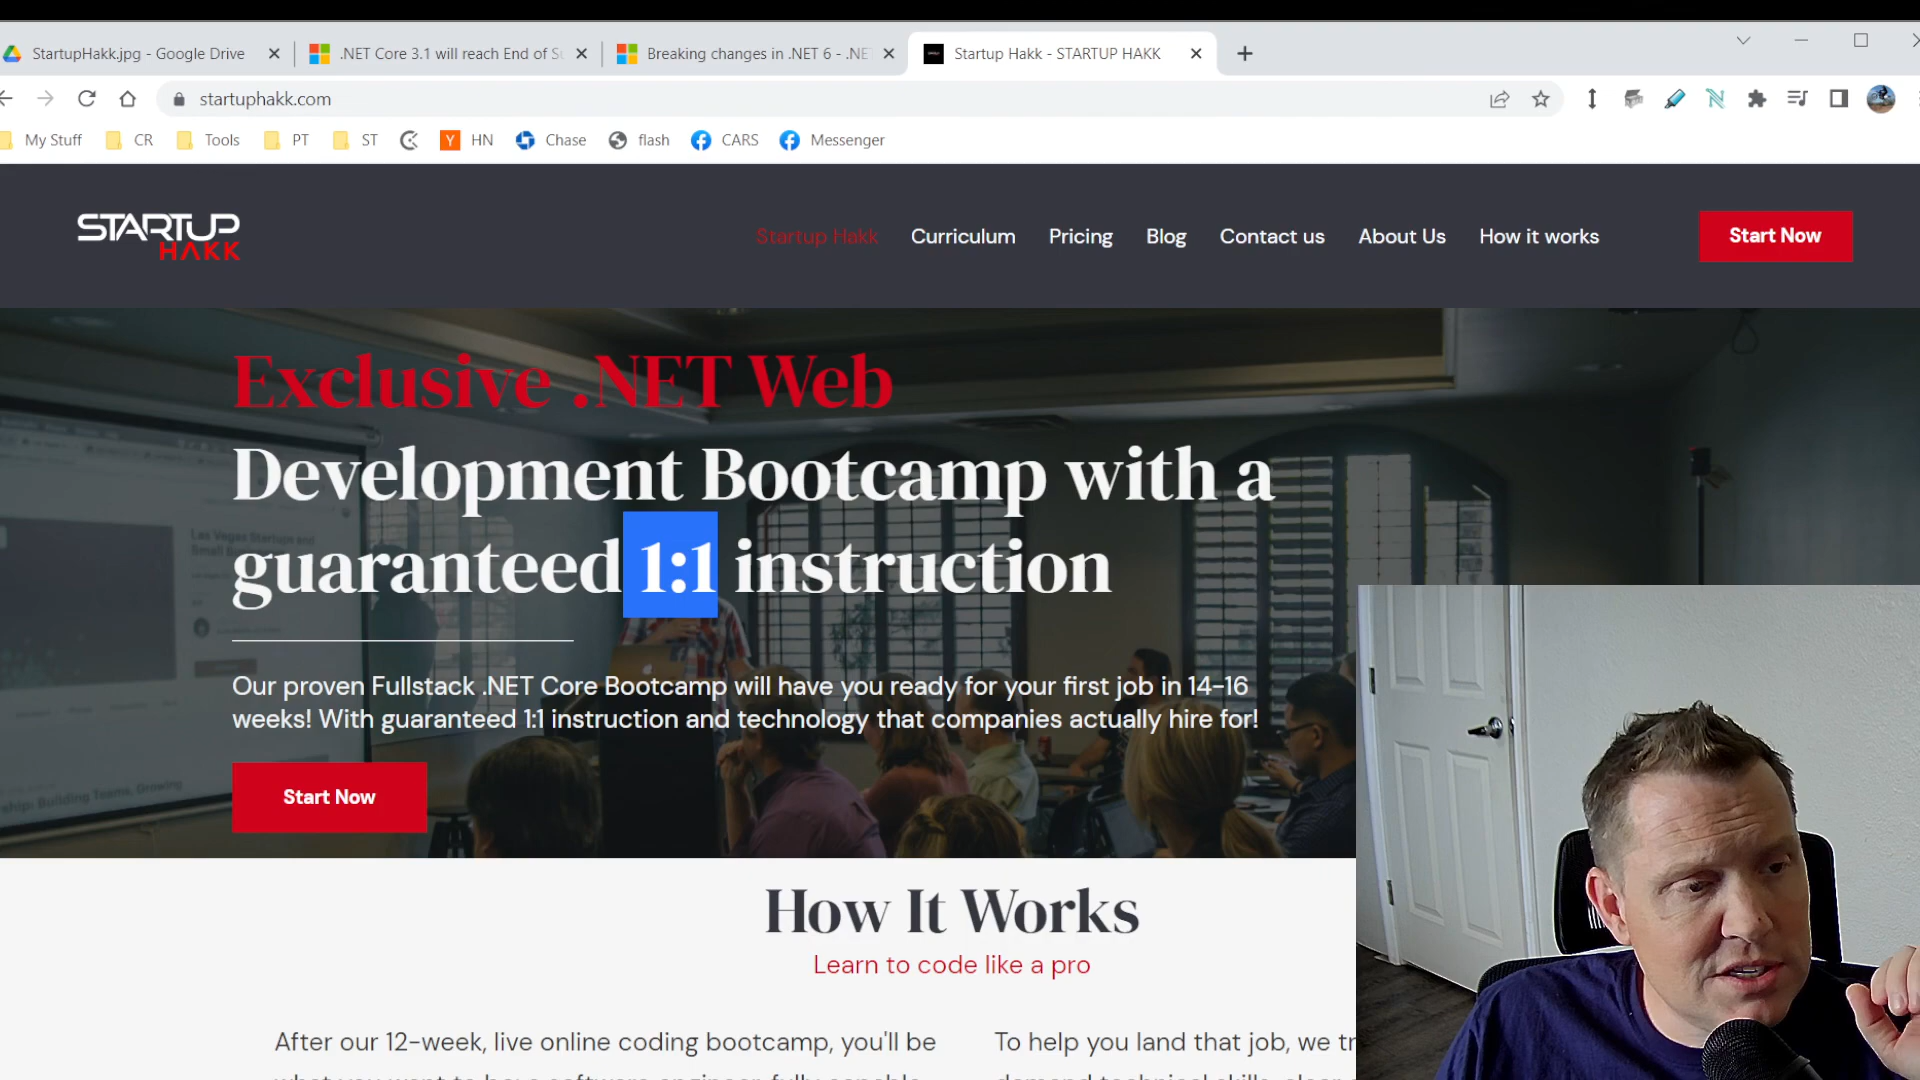 StartupHakk.jpg - Google Drive
.NET Core 3.1 will reach End of Su
Breaking changes in .NET 6 - .NET
Startup Hakk - STARTUP HAKK
startuphakk.com
My Stuff
CR
Tools
PT
ST
HN
Chase
flash
CARS
Messenger
STARTUP
HAKK
Startup Hakk
Curriculum
Pricing
Blog
Contact us
About Us
How it works
Start Now
Exclusive .NET Web
Development Bootcamp with a
guaranteed 1:1 instruction
Our proven Fullstack .NET Core Bootcamp will have you ready for your first job in 14-16
weeks! With guaranteed 1:1 instruction and technology that companies actually hire for!
Start Now
How It Works
Learn to code like a pro
After our 12-week, live online coding bootcamp, you'll be
To help you land that job, we tr